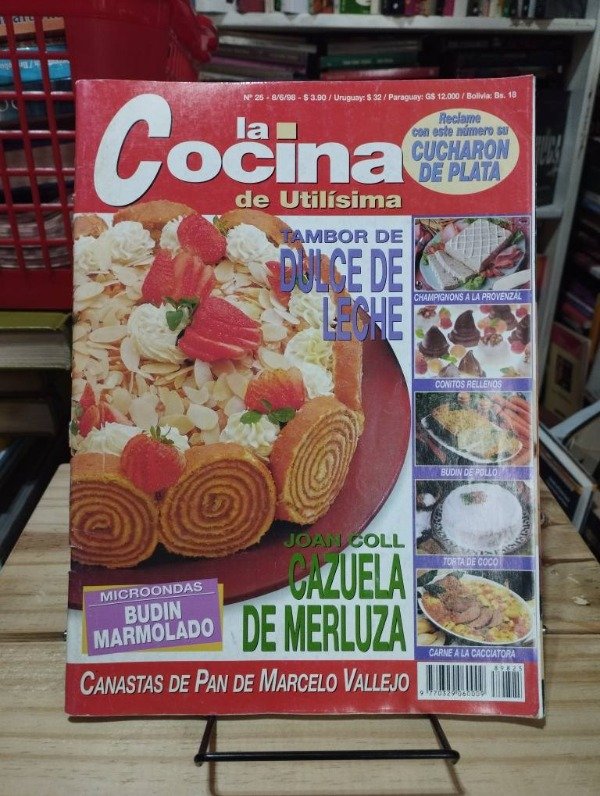 Nº 25 - 8/6/98 - $ 3.90 / Uruguay: $ 32 / Paraguay: G$ 12.000 / Bolivia: Bs. 18
la
Cocina
de Utilísima
Reclame
con este número su
CUCHARON
DE PLATA
TAMBOR DE
DULCE DE
LECHE
CHAMPIGNONS A LA PROVENZAL
CONITOS RELLENOS
BUDIN DE POLLO
TORTA DE COCO
CARNE A LA CACCIATORA
JOAN COLL
CAZUELA
DE MERLUZA
MICROONDAS
BUDIN
MARMOLADO
CANASTAS DE PAN DE MARCELO VALLEJO